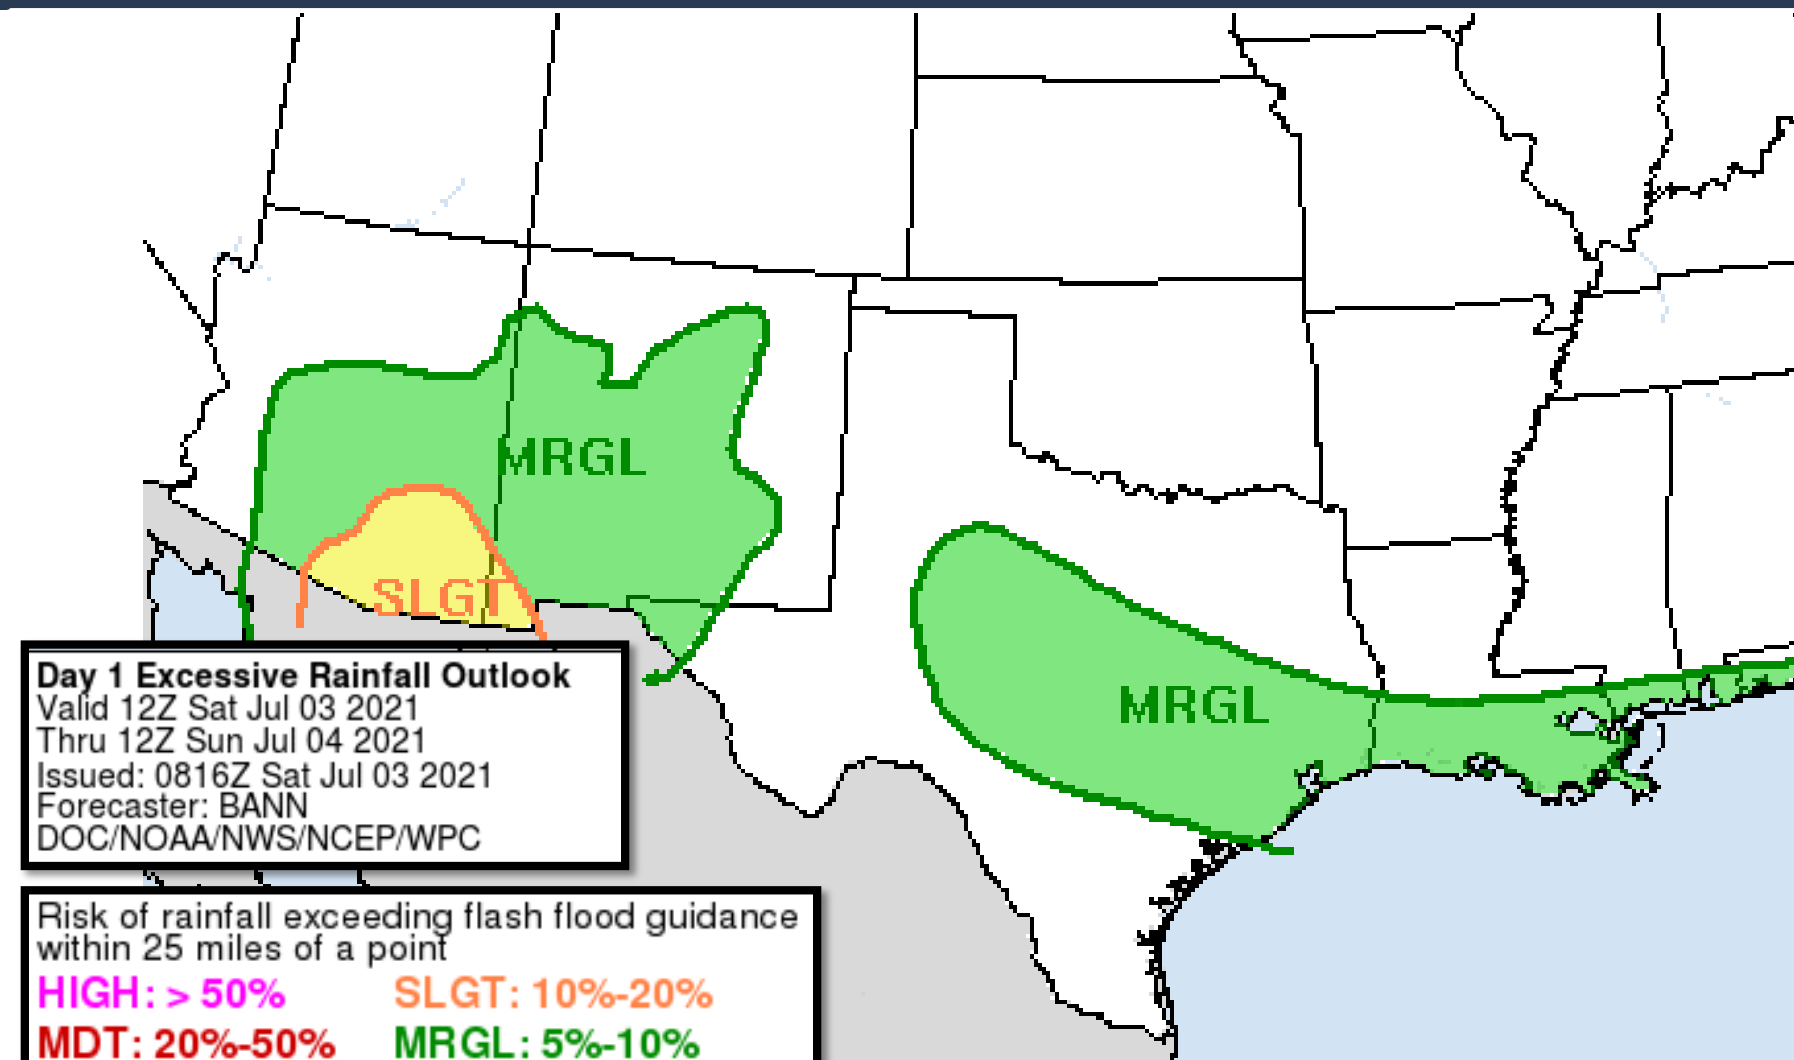 MRGL
SLGT
MRGL
Day 1 Excessive Rainfall Outlook
Valid 12Z Sat Jul 03 2021
Thru 12Z Sun Jul 04 2021
Issued: 0816Z Sat Jul 03 2021
Forecaster: BANN
DOC/NOAA/NWS/NCEP/WPC
Risk of rainfall exceeding flash flood guidance
within 25 miles of a point
HIGH: > 50% SLGT: 10%-20%
MDT: 20%-50% MRGL: 5%-10%